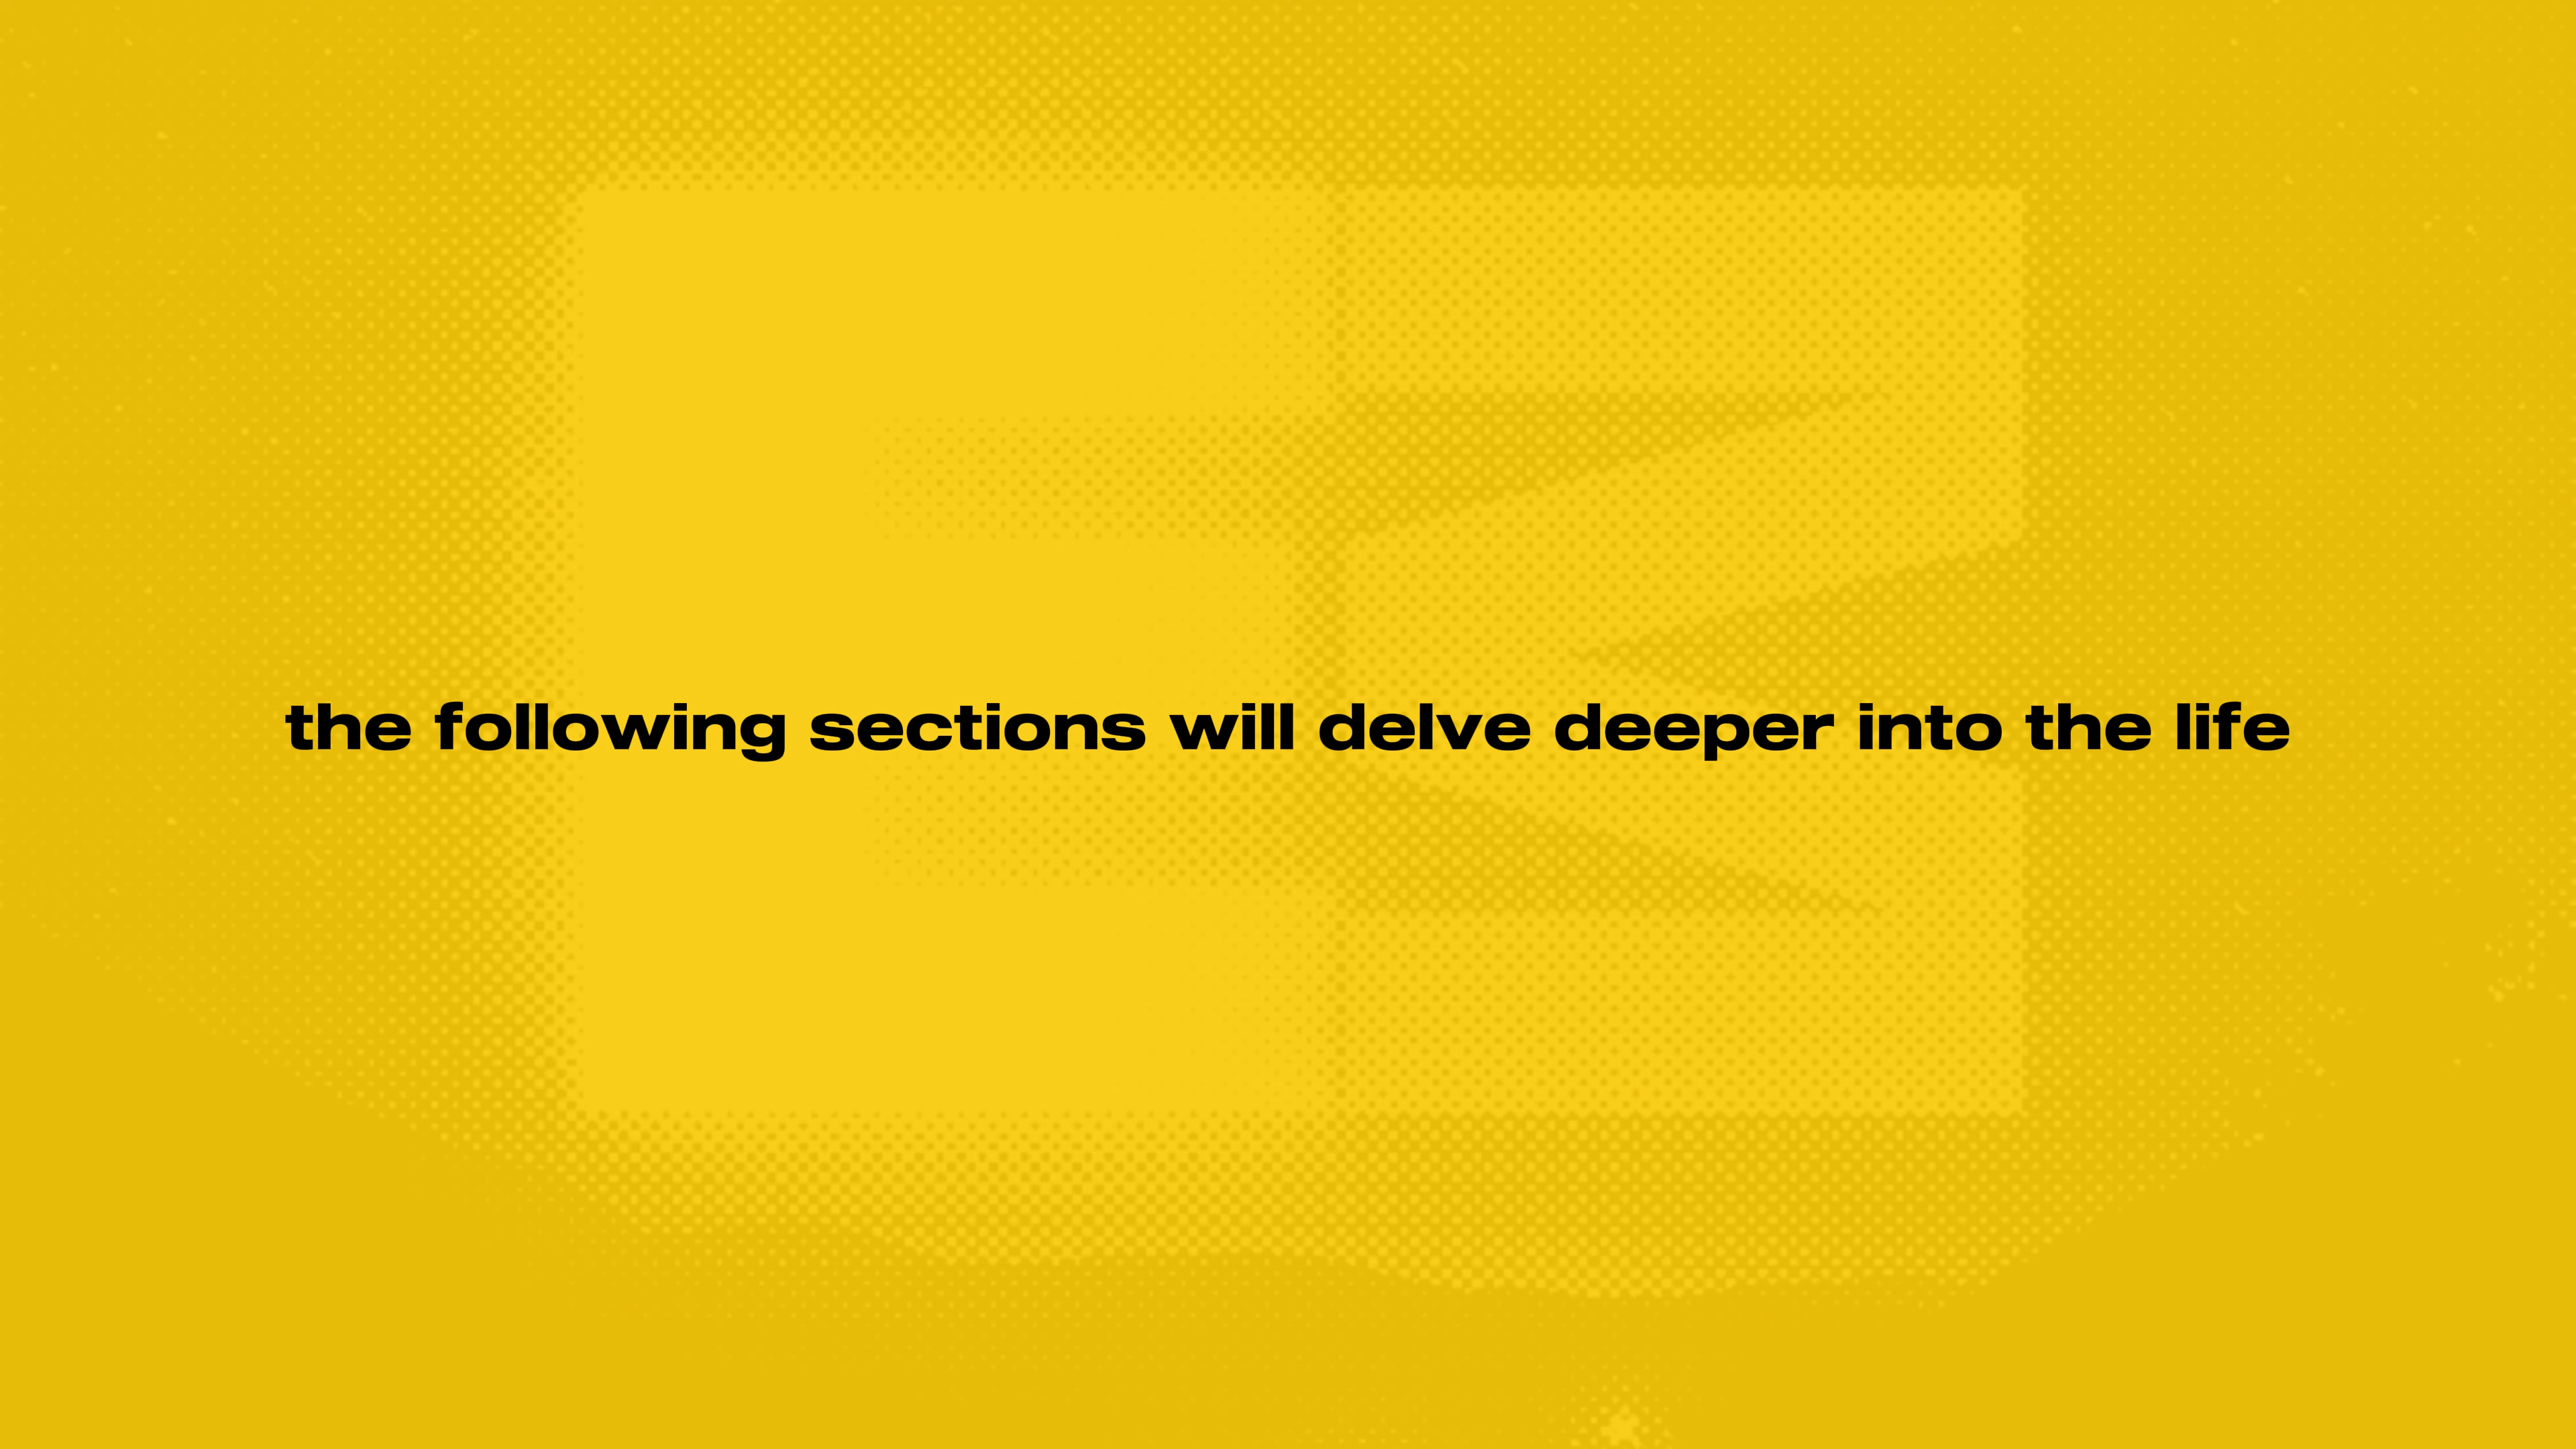 the following sections will delve deeper into the life